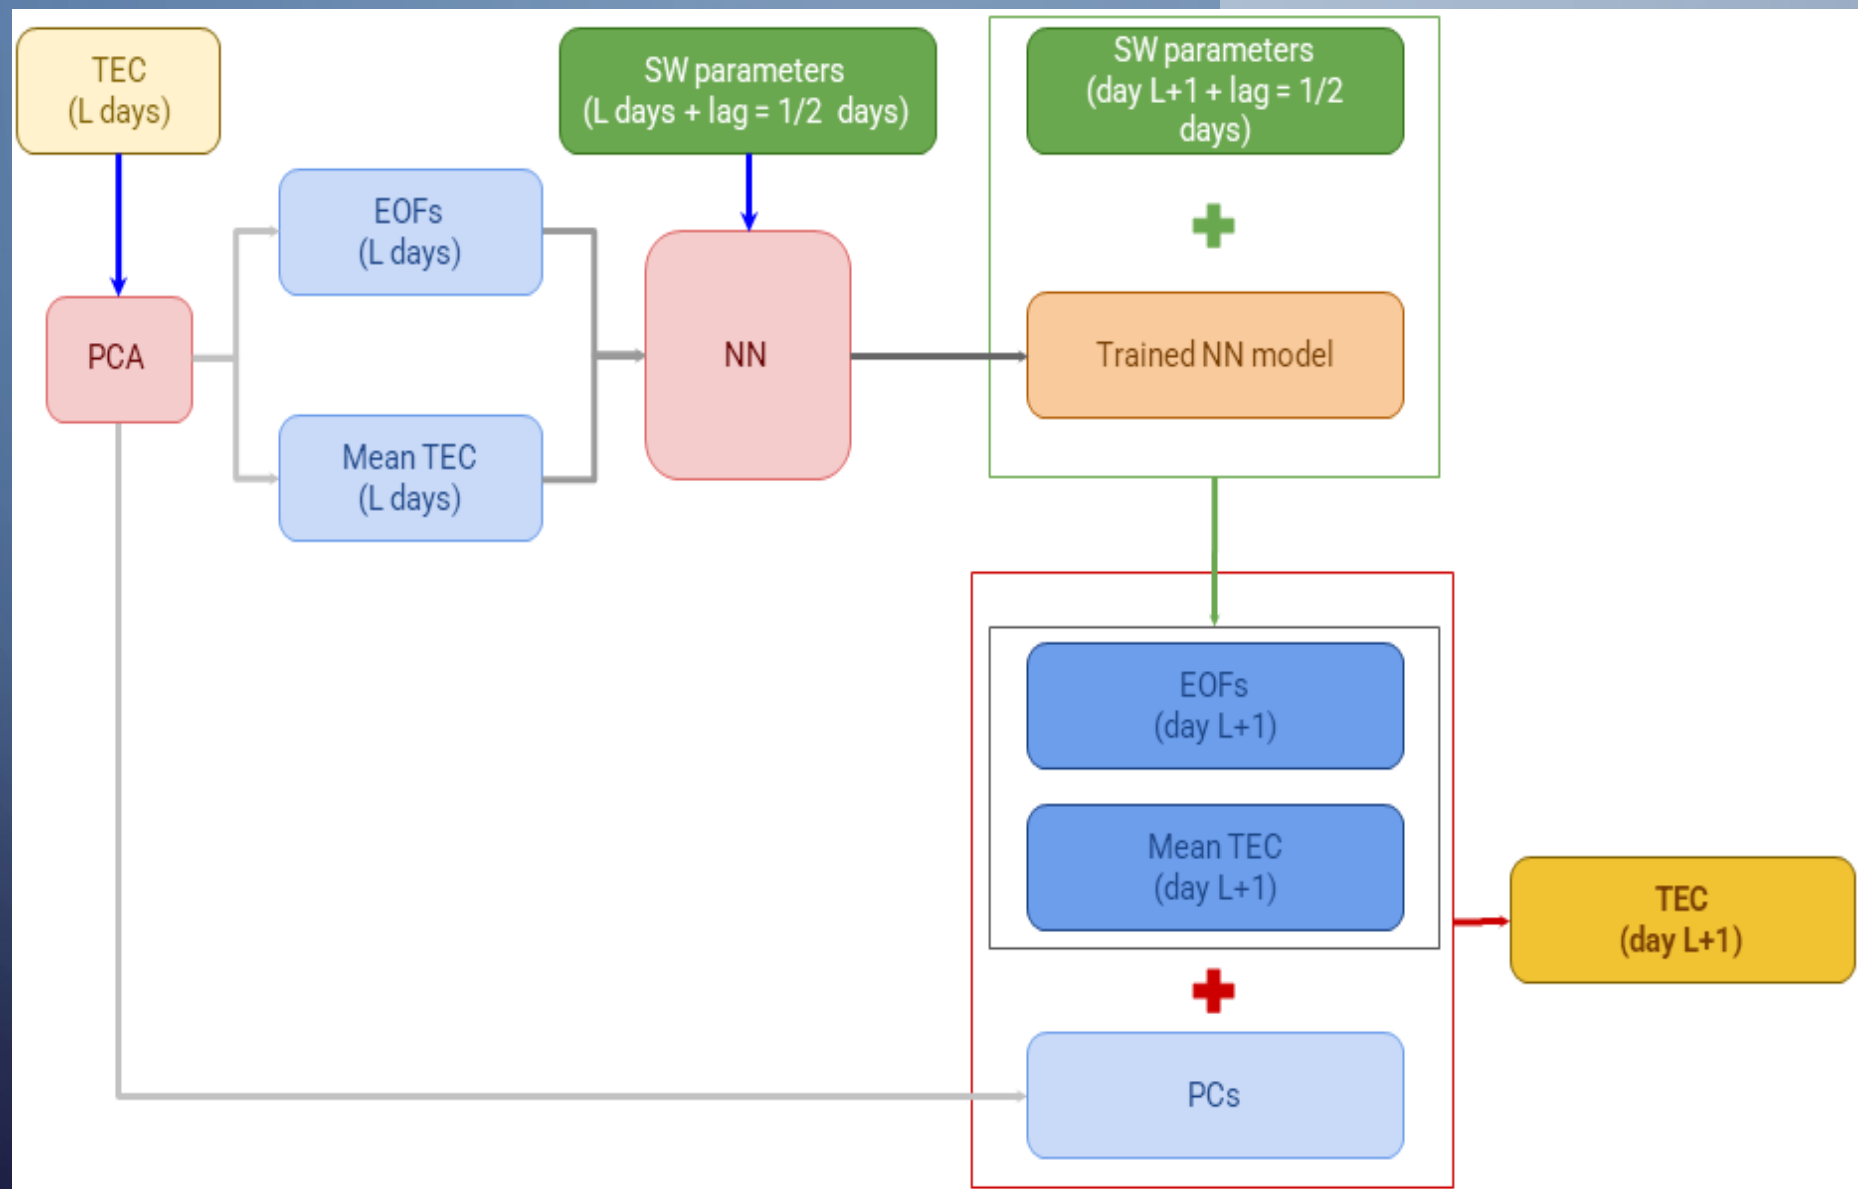 TEC
(L days)
SW parameters
(L days + lag = 1/2 days)
SW parameters
(day L+1 + lag = 1/2
days)
EOFs
(L days)
PCA
NN
Trained NN model
Mean TEC
(L days)
EOFs
(day L+1)
Mean TEC
(day L+1)
TEC
(day L+1)
PCs